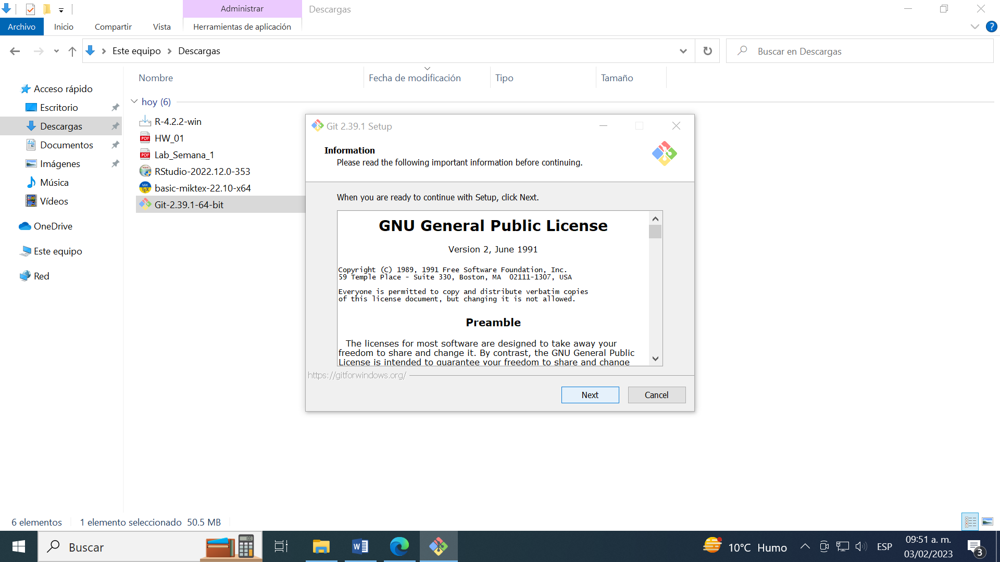 Administrar
Descargas
Archivo
Inicio
Compartir
Vista
Herramientas de aplicación
?
Este equipo
Descargas
Buscar en Descargas
Nombre
Fecha de modificación
Tipo
Tamaño
Acceso rápido
Escritorio
Descargas
Documentos
Imágenes
Música
Vídeos
OneDrive
Este equipo
Red
hoy (6)
R-4.2.2-win
PDF HW_01
PDF Lab_Semana_1
RStudio-2022.12.0-353
basic-miktex-22.10-x64
Git-2.39.1-64-bit
Git 2.39.1 Setup
Information
Please read the following important information before continuing.
When you are ready to continue with Setup, click Next.
GNU General Public License
Version 2, June 1991
Copyright (C) 1989, 1991 Free Software Foundation, Inc.
59 Temple Place - Suite 330, Boston, MA  02111-1307, USA
Everyone is permitted to copy and distribute verbatim copies
of this license document, but changing it is not allowed.
Preamble
The licenses for most software are designed to take away your
freedom to share and change it. By contrast, the GNU General Public
License is intended to guarantee your freedom to share and change
https://gitforwindows.org/
Next
Cancel
6 elementos
1 elemento seleccionado 50.5 MB
Buscar
10°C Humo
ESP
09:51 a. m.
03/02/2023
3